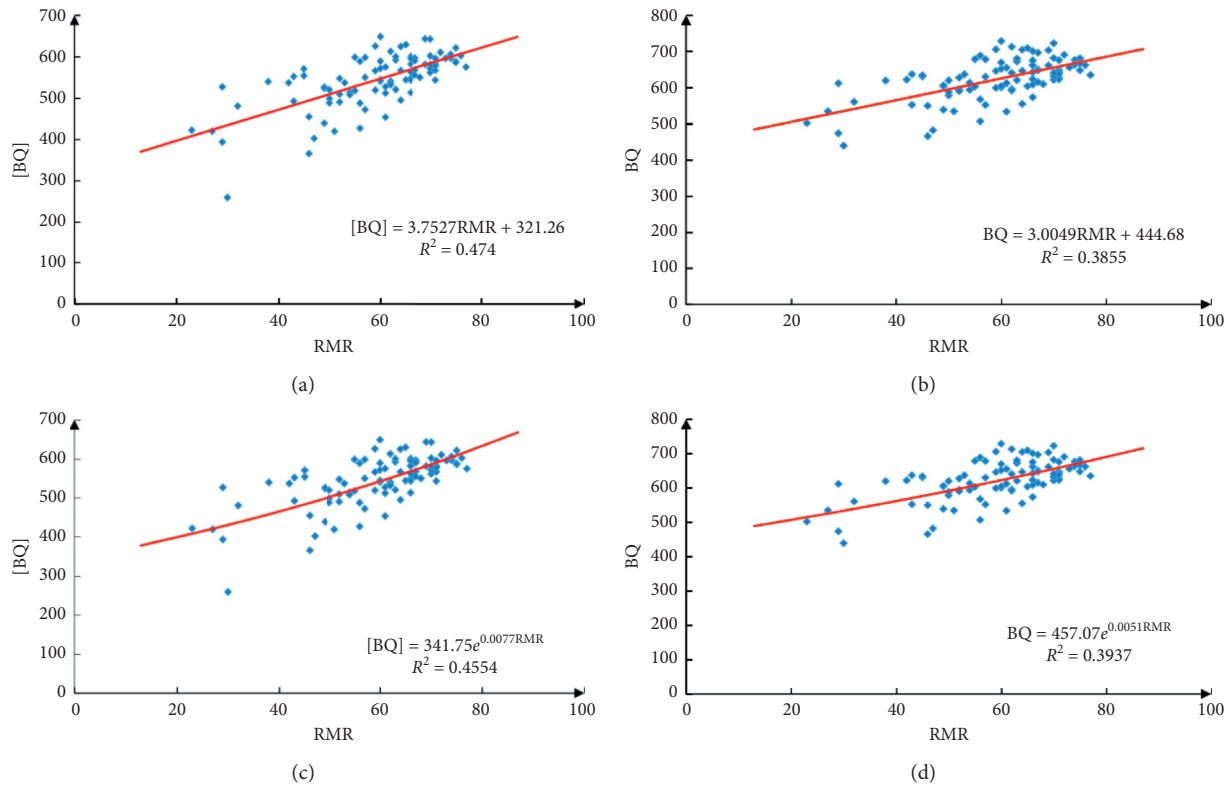 700
600
500
400
300
200
100
0
[BQ]
[BQ] = 3.7527RMR + 321.26
R² = 0.474
0 20 40 60 80 100
RMR
(a)
800
700
600
500
400
300
200
100
0
BQ
BQ = 3.0049RMR + 444.68
R² = 0.3855
0 20 40 60 80 100
RMR
(b)
700
600
500
400
300
200
100
0
[BQ]
[BQ] = 341.75e^0.0077RMR
R² = 0.4554
0 20 40 60 80 100
RMR
(c)
800
700
600
500
400
300
200
100
0
BQ
BQ = 457.07e^0.0051RMR
R² = 0.3937
0 20 40 60 80 100
RMR
(d)